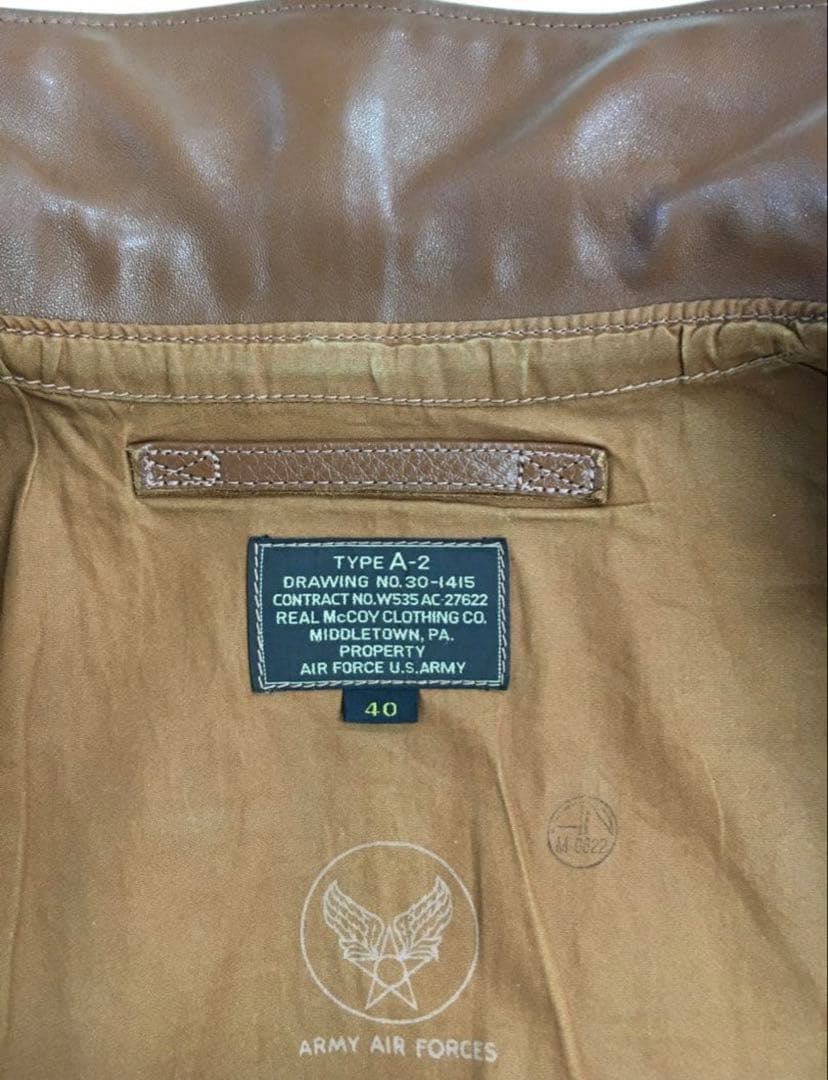 TYPE A-2
DRAWING NO. 30-1415
CONTRACT NO. W535 AC-27622
REAL McCOY CLOTHING CO.
MIDDLETOWN, PA.
PROPERTY
AIR FORCE U.S. ARMY
40
ARMY AIR FORCES